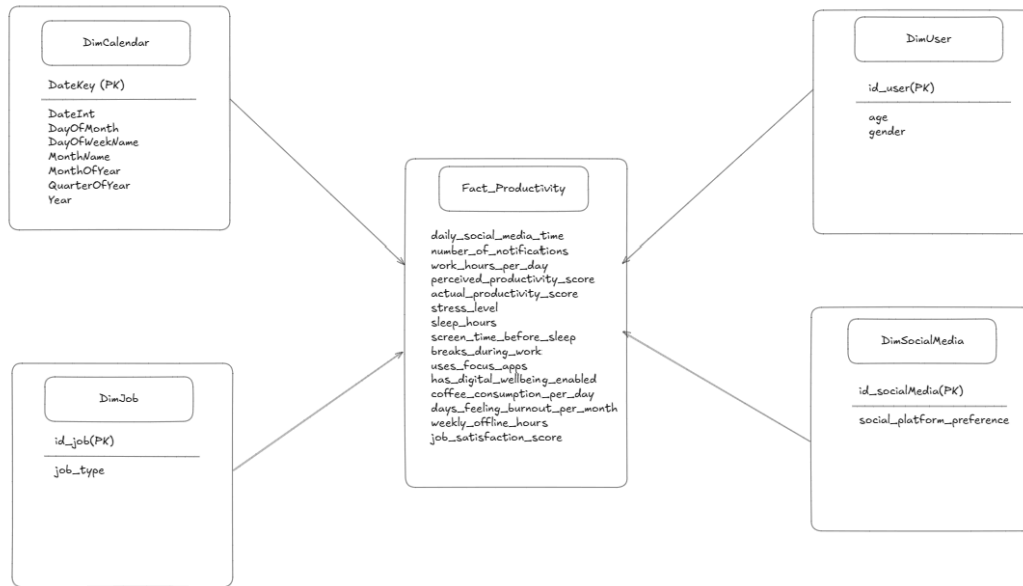 DimCalendar
DateKey (PK)
DateInt
DayOfMonth
DayOfWeekName
MonthName
MonthOfYear
QuarterOfYear
Year
DimUser
id_user(PK)
age
gender
Fact_Productivity
daily_social_media_time
number_of_notifications
work_hours_per_day
perceived_productivity_score
actual_productivity_score
stress_level
sleep_hours
screen_time_before_sleep
breaks_during_work
uses_focus_apps
has_digital_wellbeing_enabled
coffee_consumption_per_day
days_feeling_burnout_per_month
weekly_offline_hours
job_satisfaction_score
DimJob
id_job(PK)
job_type
DimSocialMedia
id_socialMedia(PK)
social_platform_preference